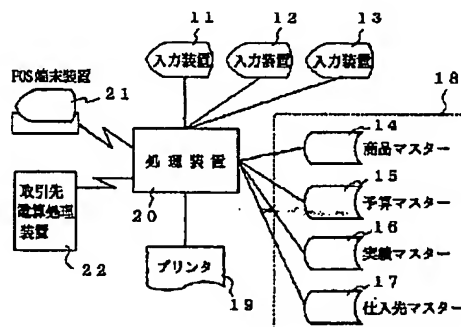 11
12
13
入力装置
入力装置
入力装置
POS端末装置
21
18
14
商品マスター
処理装置
20
15
予算マスター
取引先
電算処理
装置
22
16
実績マスター
プリンタ
19
17
仕入先マスター